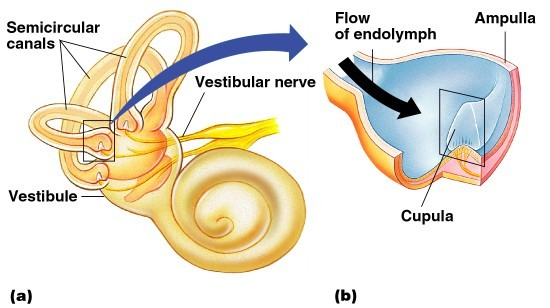 Semicircular
canals
Vestibular nerve
Vestibule
(a)
Flow
of endolymph
Ampulla
Cupula
(b)